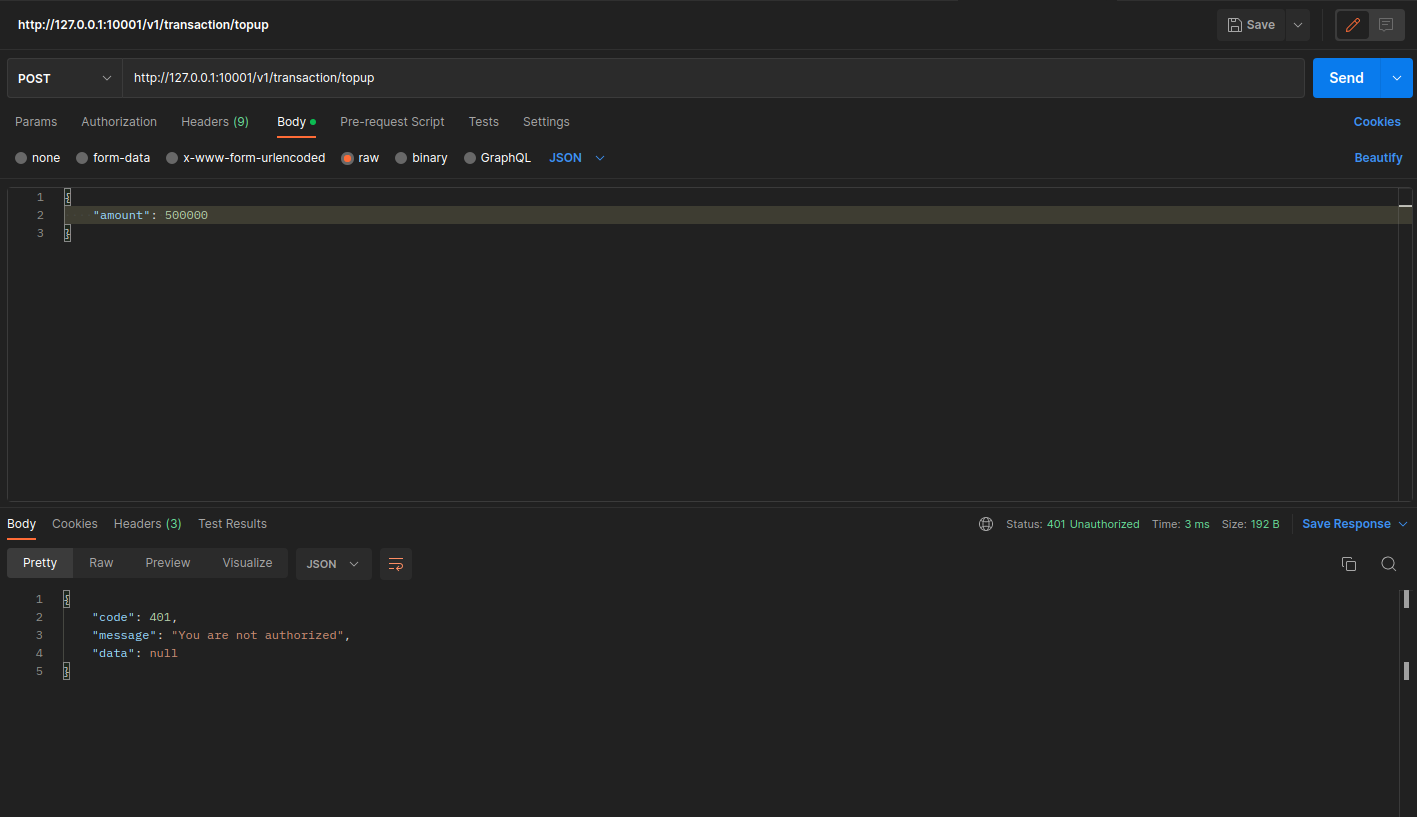 http://127.0.0.1:10001/v1/transaction/topup
Save
POST
http://127.0.0.1:10001/v1/transaction/topup
Send
Params Authorization Headers (9) Body Pre-request Script Tests Settings Cookies
none form-data x-www-form-urlencoded raw binary GraphQL JSON Beautify
1 {
2 "amount": 500000
3 }
Body Cookies Headers (3) Test Results Status: 401 Unauthorized Time: 3 ms Size: 192 B Save Response
Pretty Raw Preview Visualize JSON
1 {
2 "code": 401,
3 "message": "You are not authorized",
4 "data": null
5 }